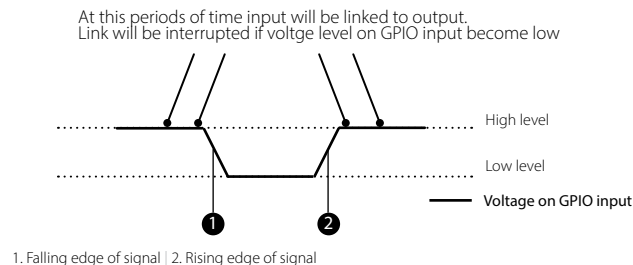 At this periods of time input will be linked to output.
Link will be interrupted if voltge level on GPIO input become low
High level
Low level
Voltage on GPIO input
1
2
1. Falling edge of signal | 2. Rising edge of signal